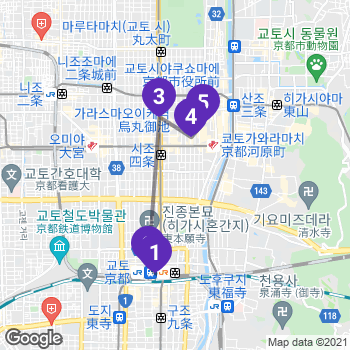 마루타마치(교토 시)
丸太町
교토시 동물원
京都市動物園
니조조마에
二条城前
교토시야쿠쇼마에
京都市役所前
니조
二条
3
5
4
산조
三条
히가시야마
東山
가라스마오이케
烏丸御池
오미야
大宮
시조
四条
교토가와라마치
京都河原町
38
143
교토간호대학
京都看護大
교토철도박물관
京都鉄道博物館
진종본묘
(히가시혼간지)
東本願寺
기요미즈데라
清水寺
1
교토
京都
도후쿠지
東福寺
천용사
泉涌寺 (御寺)
118
1
도지
東寺
구조
九条
Google
Map data ©2021